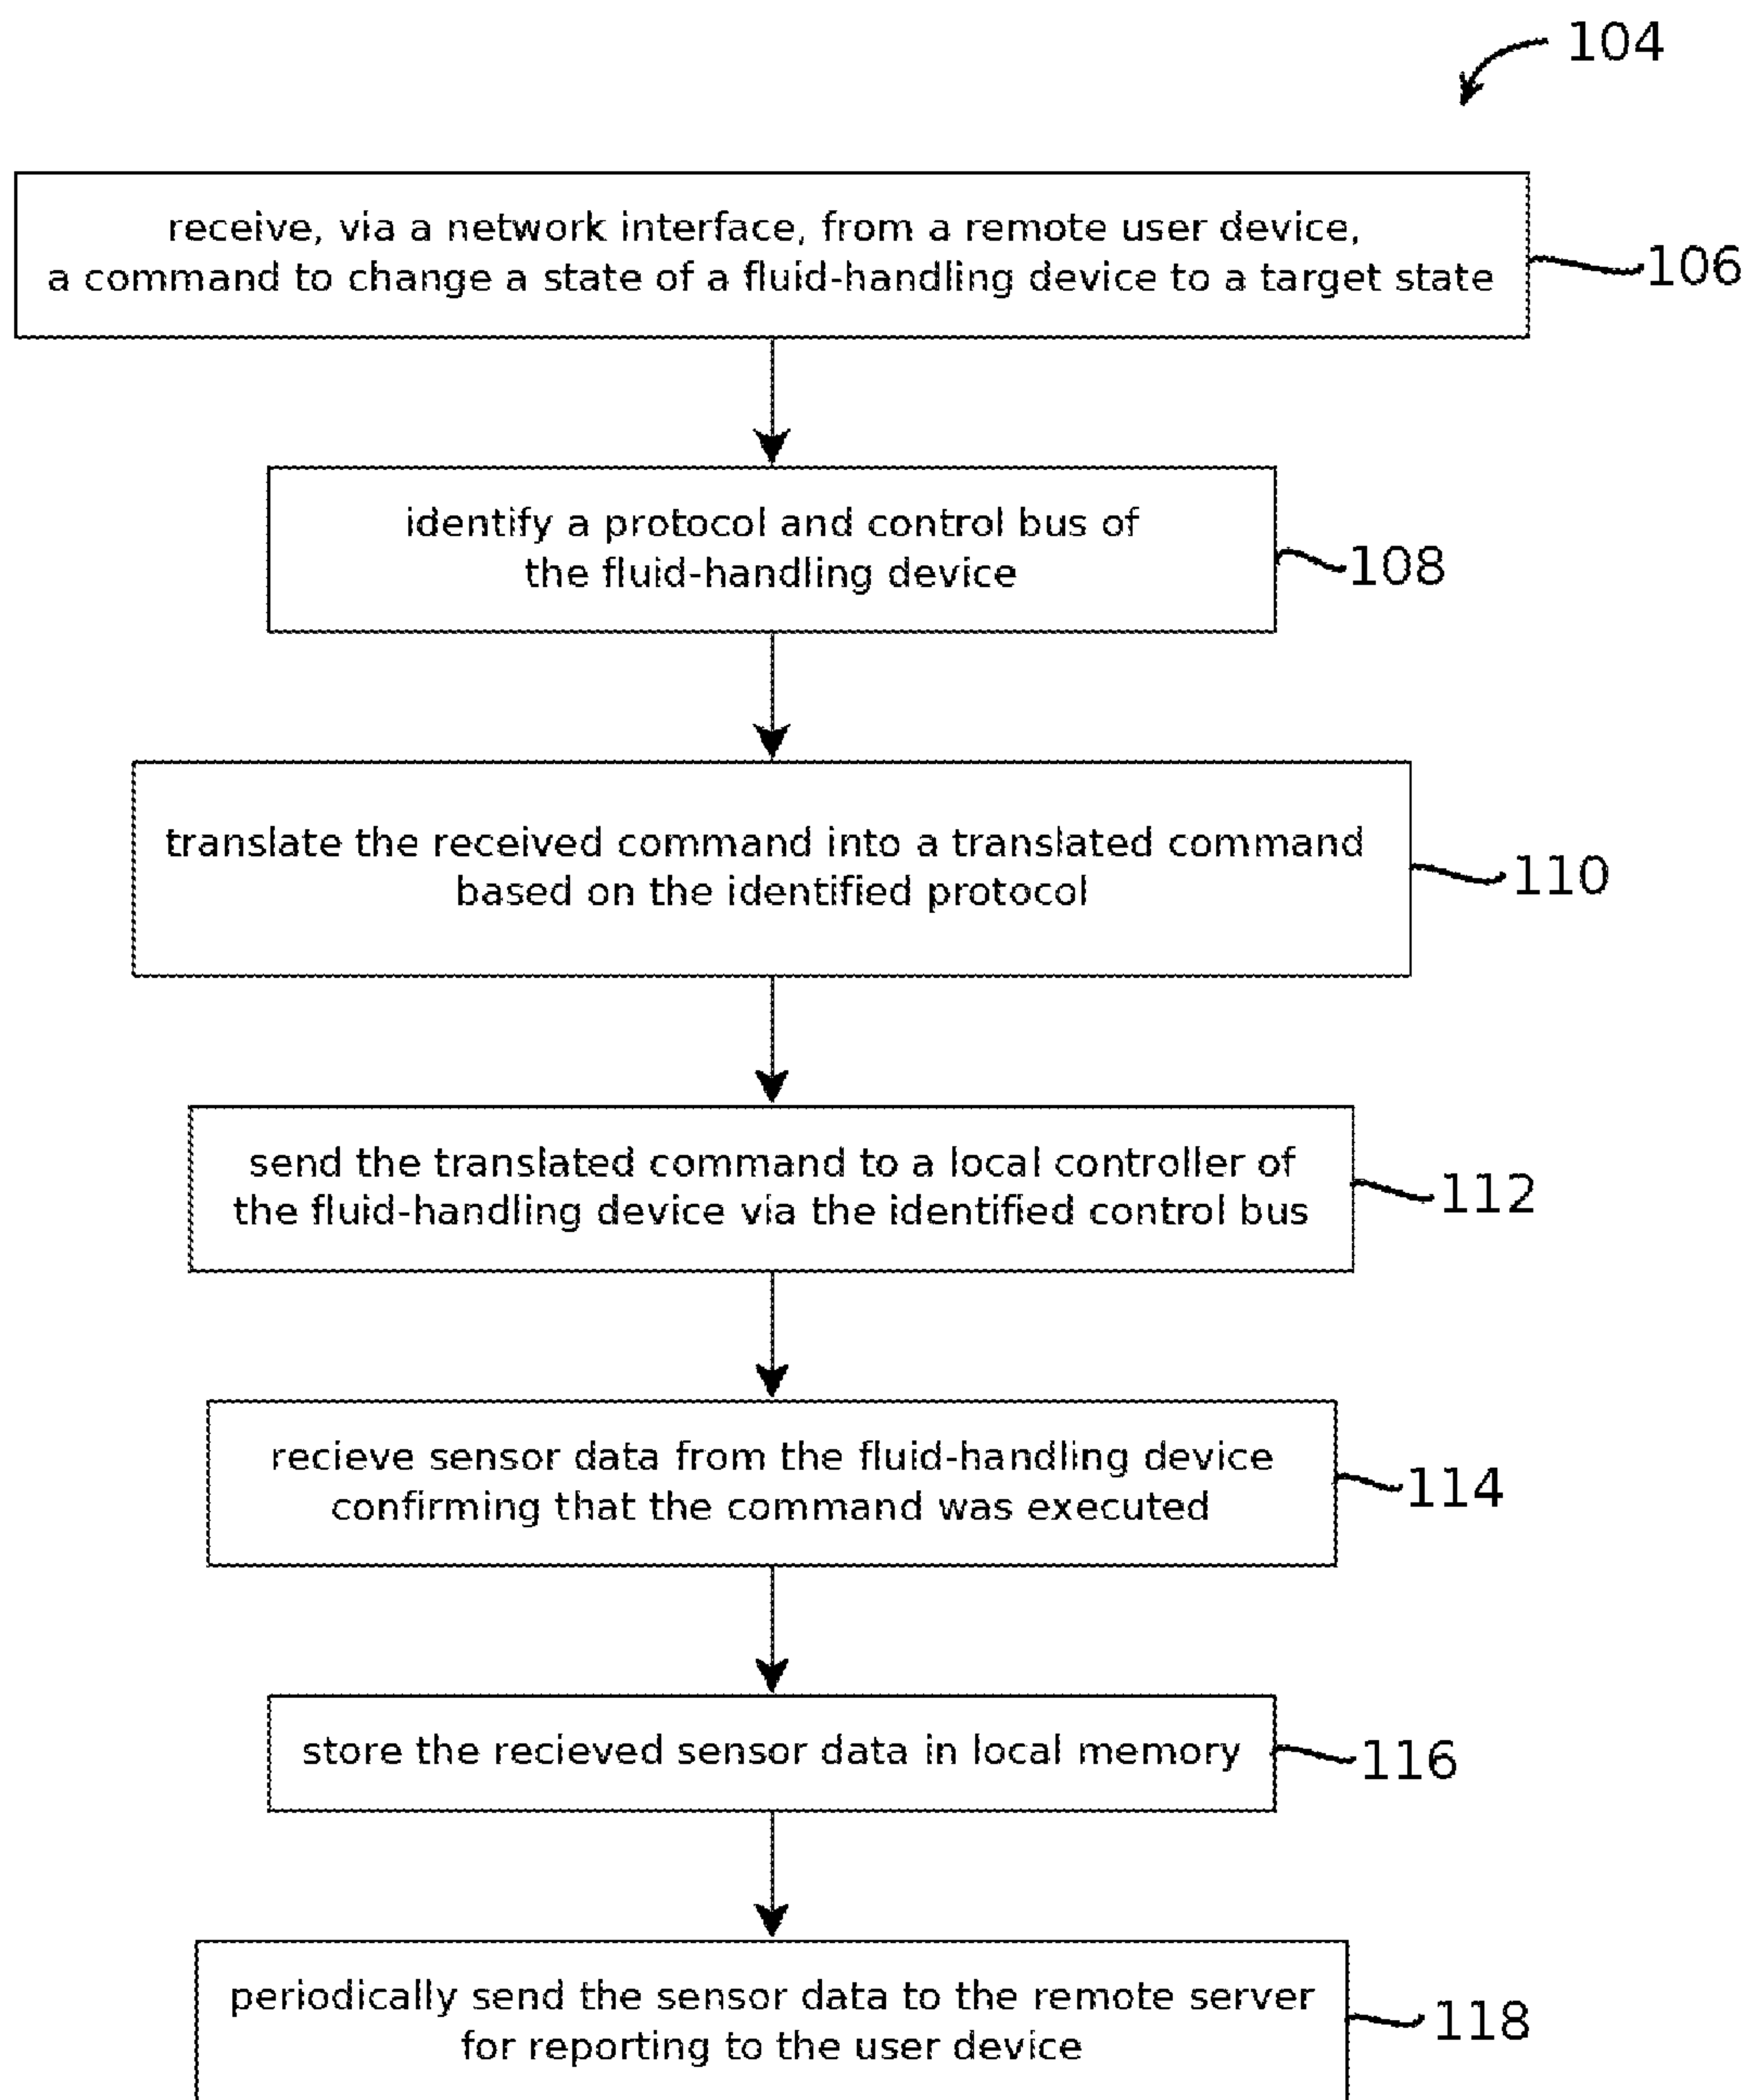 104
receive, via a network interface, from a remote user device,
a command to change a state of a fluid-handling device to a target state
106
identify a protocol and control bus of
the fluid-handling device
108
translate the received command into a translated command
based on the identified protocol
110
send the translated command to a local controller of
the fluid-handling device via the identified control bus
112
recieve sensor data from the fluid-handling device
confirming that the command was executed
114
store the recieved sensor data in local memory
116
periodically send the sensor data to the remote server
for reporting to the user device
118